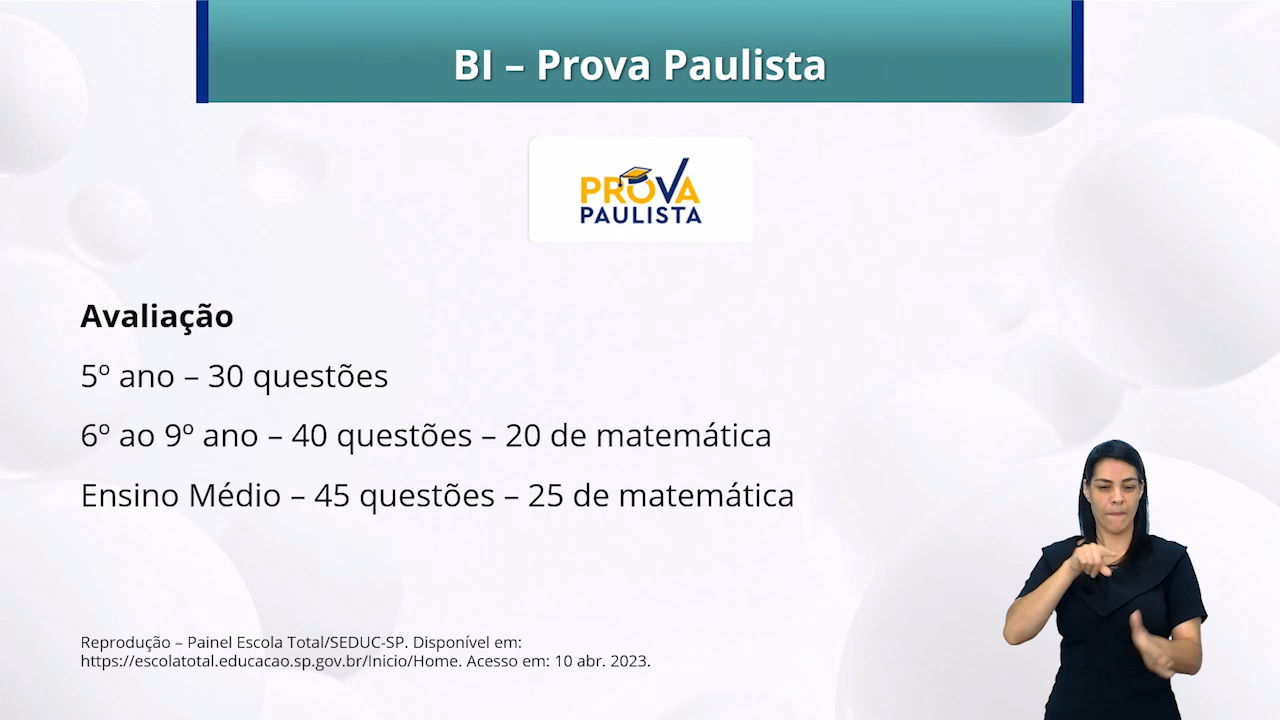 BI – Prova Paulista
PROVA
PAULISTA
Avaliação
5º ano – 30 questões
6º ao 9º ano – 40 questões – 20 de matemática
Ensino Médio – 45 questões – 25 de matemática
Reprodução – Painel Escola Total/SEDUC-SP. Disponível em:
https://escolatotal.educacao.sp.gov.br/Inicio/Home. Acesso em: 10 abr. 2023.